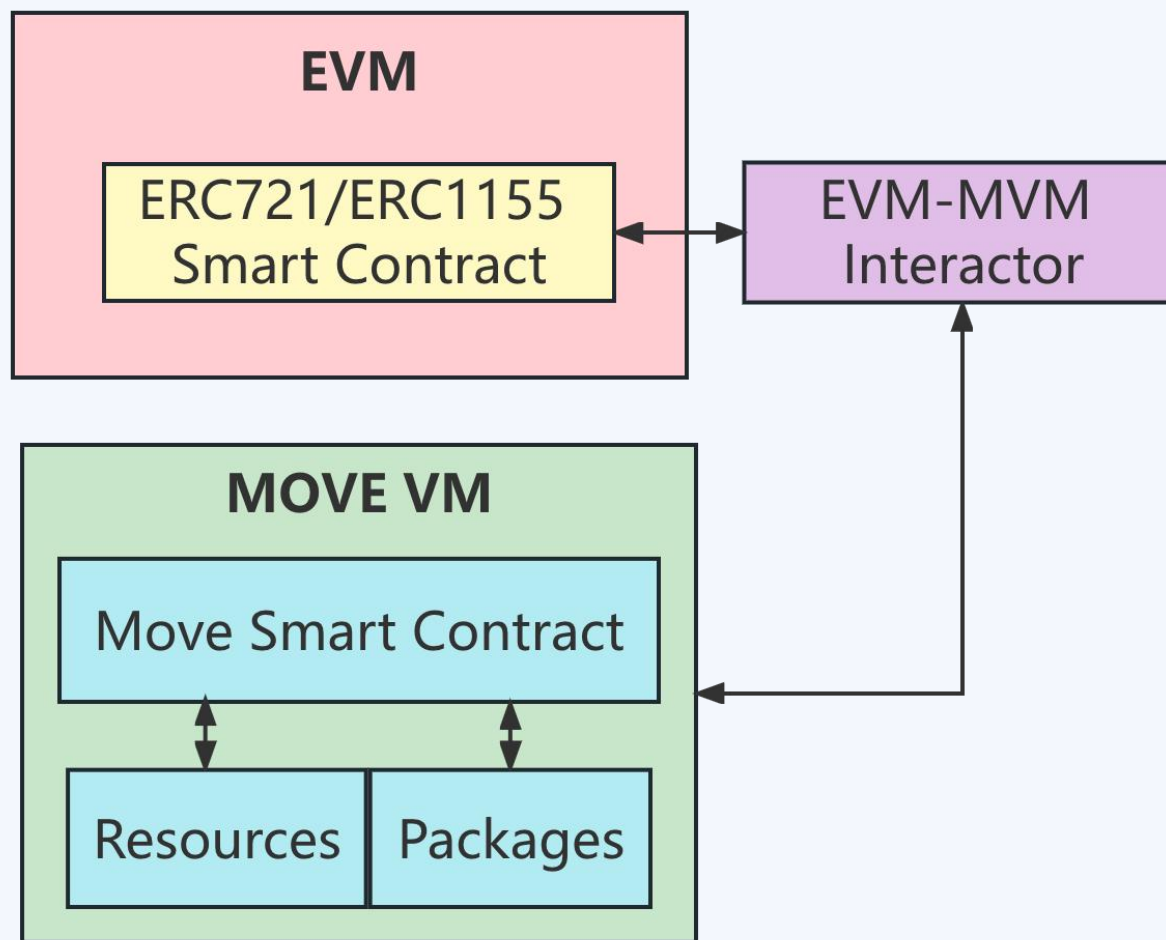 EVM
ERC721/ERC1155
Smart Contract
EVM-MVM
Interactor
MOVE VM
Move Smart Contract
Resources
Packages